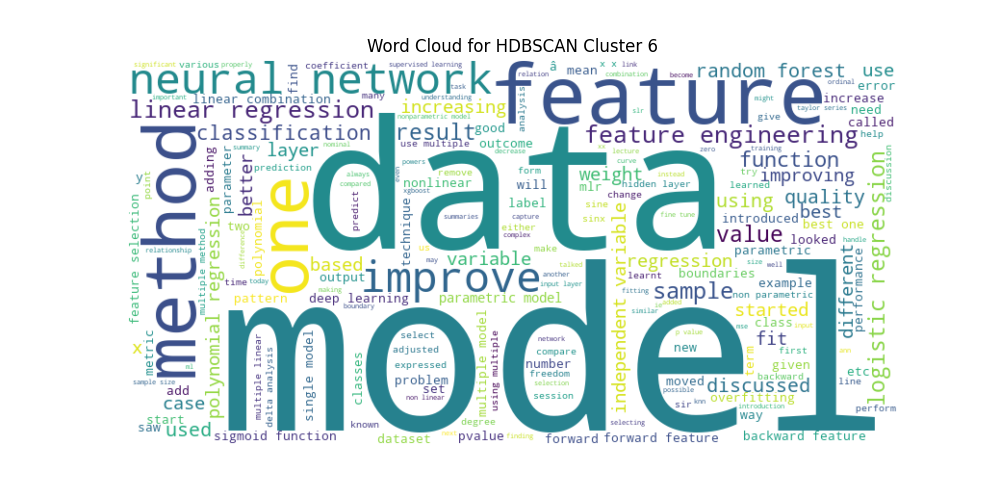 Word Cloud for HDBSCAN Cluster 6
significant properly
various
supervised learning
coefficient
â
mean
x x link
combination
become
relation
ordinal
neural network
feature
random forest use
error
find
task
important
understanding
linear combination
many
increasing
analysis
might
taylor series
increase
need
linear regression
nonparametric model
slr
give
called
classification
result
good
use multiple
outcome
decrease
feature engineering
help
zero
training
summary
nominal
layer
data
function
adding
better
prediction
powers
even
form
remove
curve
lecture
weight
instead
try
improving
discussion
y
point
parameter
always
compared
xgboost
nonlinear
will
hidden layer
learned
mlr
change
label
sine
sinx
using
quality
method
one
predict
technique
summaries
capture
either
complex
fine tune
introduced
best
best one
feature selection
multiple method
polynomial regression
two
polynomial
difference
us
may
make
value
looked
handle
parametric
relationship
based
variable
regression
independent variable
learnt
boundaries
size
well
different
performance
time
today
output
improve
another
talked
input layer
example
non parametric
pattern
making
deep learning
boundary
parametric model
fitting
similar
added
sample
started
logistic regression
metric
x
ml
model
select
network
compare
adjusted
expressed
number
freedom
problem
selection
set
session
non linear
p value
mse
input
class
fit
first
new
term
given
backward
etc
moved
discussed
line
sample size
add
case
multiple linear
delta analysis
single model
classes
multiple model
using multiple
selecting
sir
knn
possible
introduction
overfitting
way
perform
start
saw
used
sigmoid function
known
dataset
degree
pvalue
finding
forward
forward feature
backward feature